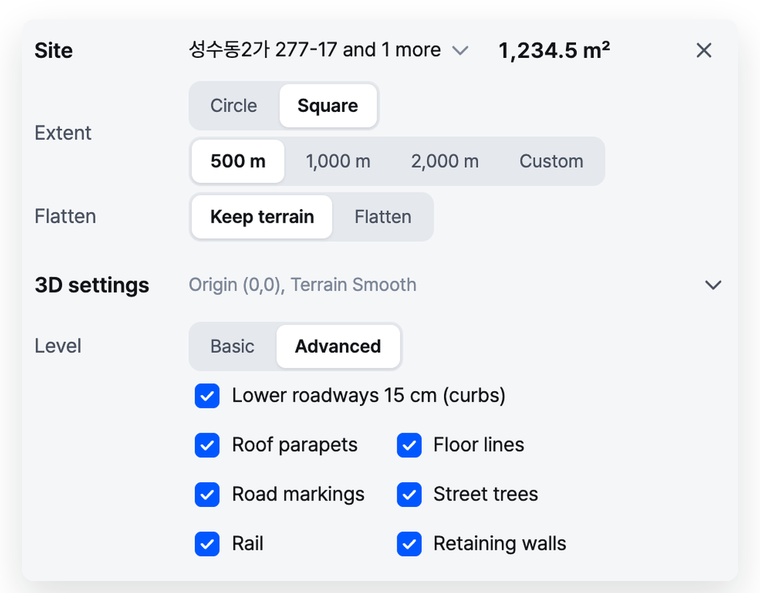 Site 성수동2가 277-17 and 1 more 1,234.5 m²
Circle Square
Extent
500 m 1,000 m 2,000 m Custom
Flatten Keep terrain Flatten
3D settings Origin (0,0), Terrain Smooth
Level Basic Advanced
Lower roadways 15 cm (curbs)
Roof parapets Floor lines
Road markings Street trees
Rail Retaining walls